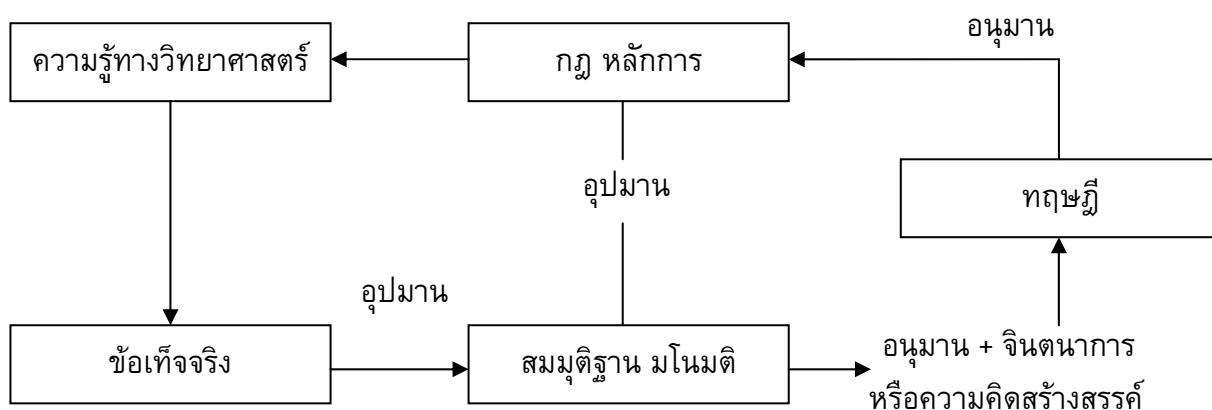 อนุมาน
ความรู้ทางวิทยาศาสตร์
กฎ หลักการ
อุปมาน
ทฤษฎี
อุปมาน
ข้อเท็จจริง
สมมุติฐาน มโนมติ
อนุมาน + จินตนาการ
หรือความคิดสร้างสรรค์